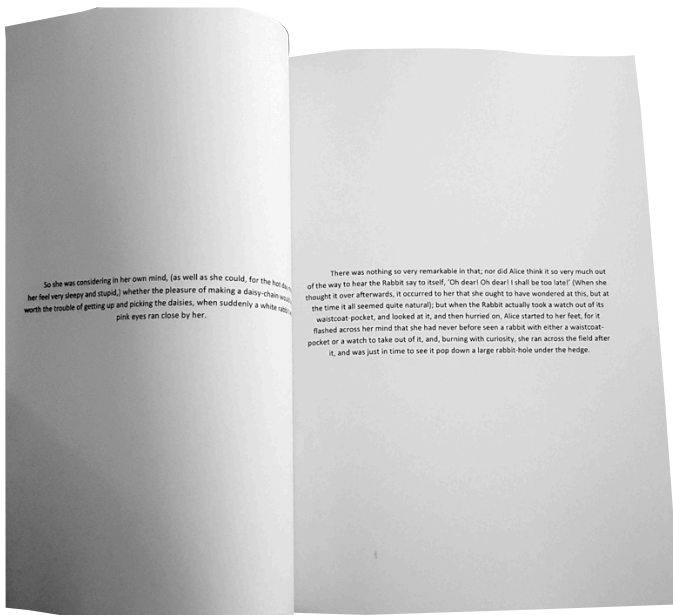 So she was considering in her own mind, (as well as she could, for the hot
her feel very sleepy and stupid,) whether the pleasure of making a daisy-chain
worth the trouble of getting up and picking the daisies, when suddenly a white
pink eyes ran close by her.
There was nothing so very remarkable in that; nor did Alice think it so very much out
of the way to hear the Rabbit say to itself, 'Oh dear! Oh dear! I shall be too late!' (When she
thought it over afterwards, it occurred to her that she ought to have wondered at this, but at
the time it all seemed quite natural); but when the Rabbit actually took a watch out of its
waistcoat-pocket, and looked at it, and then hurried on, Alice started to her feet, for it
flashed across her mind that she had never before seen a rabbit with either a waistcoat-
pocket or a watch to take out of it, and, burning with curiosity, she ran across the field after
it, and was just in time to see it pop down a large rabbit-hole under the hedge.